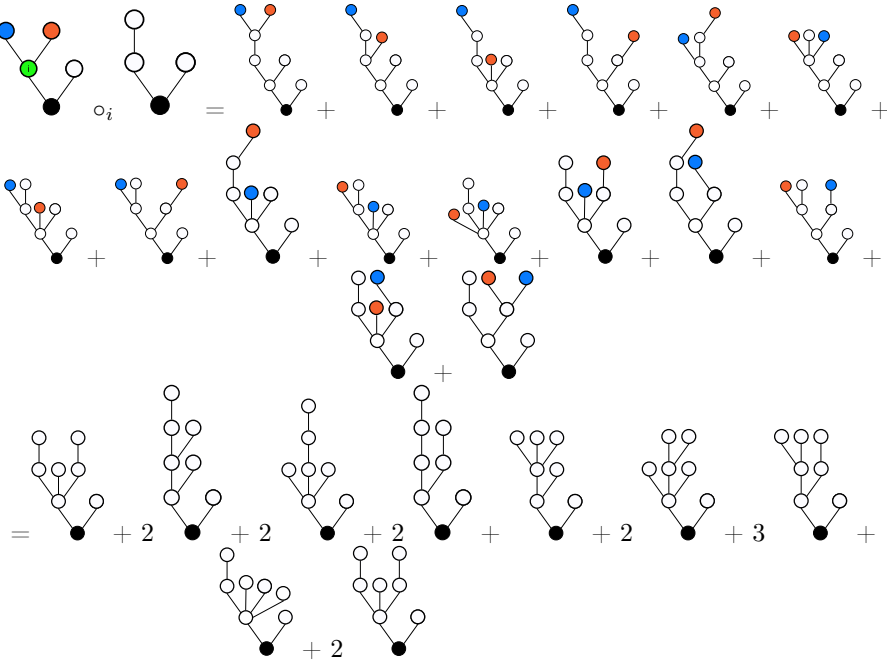 i ∘ᵢ = + + + + + +
+ + + + + + + +
+
= + 2 + 2 + 2 + + 2 + 3 +
+ 2